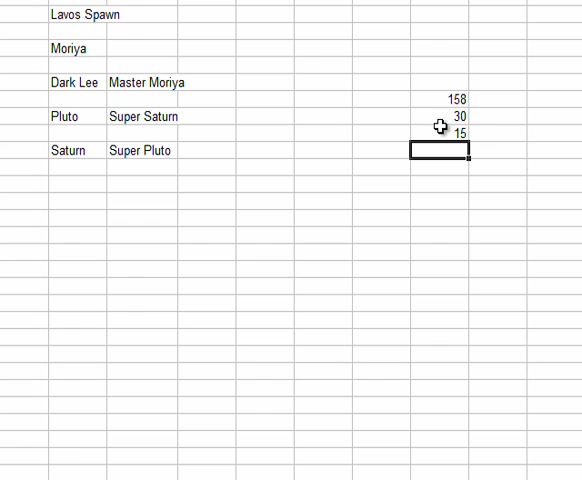 Lavos Spawn
Moriya
Dark Lee Master Moriya
158
Pluto Super Saturn 30
15
Saturn Super Pluto